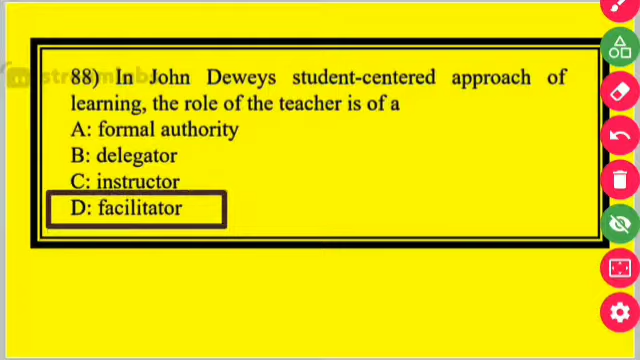 88) In John Deweys student-centered approach of
learning, the role of the teacher is of a
A: formal authority
B: delegator
C: instructor
D: facilitator